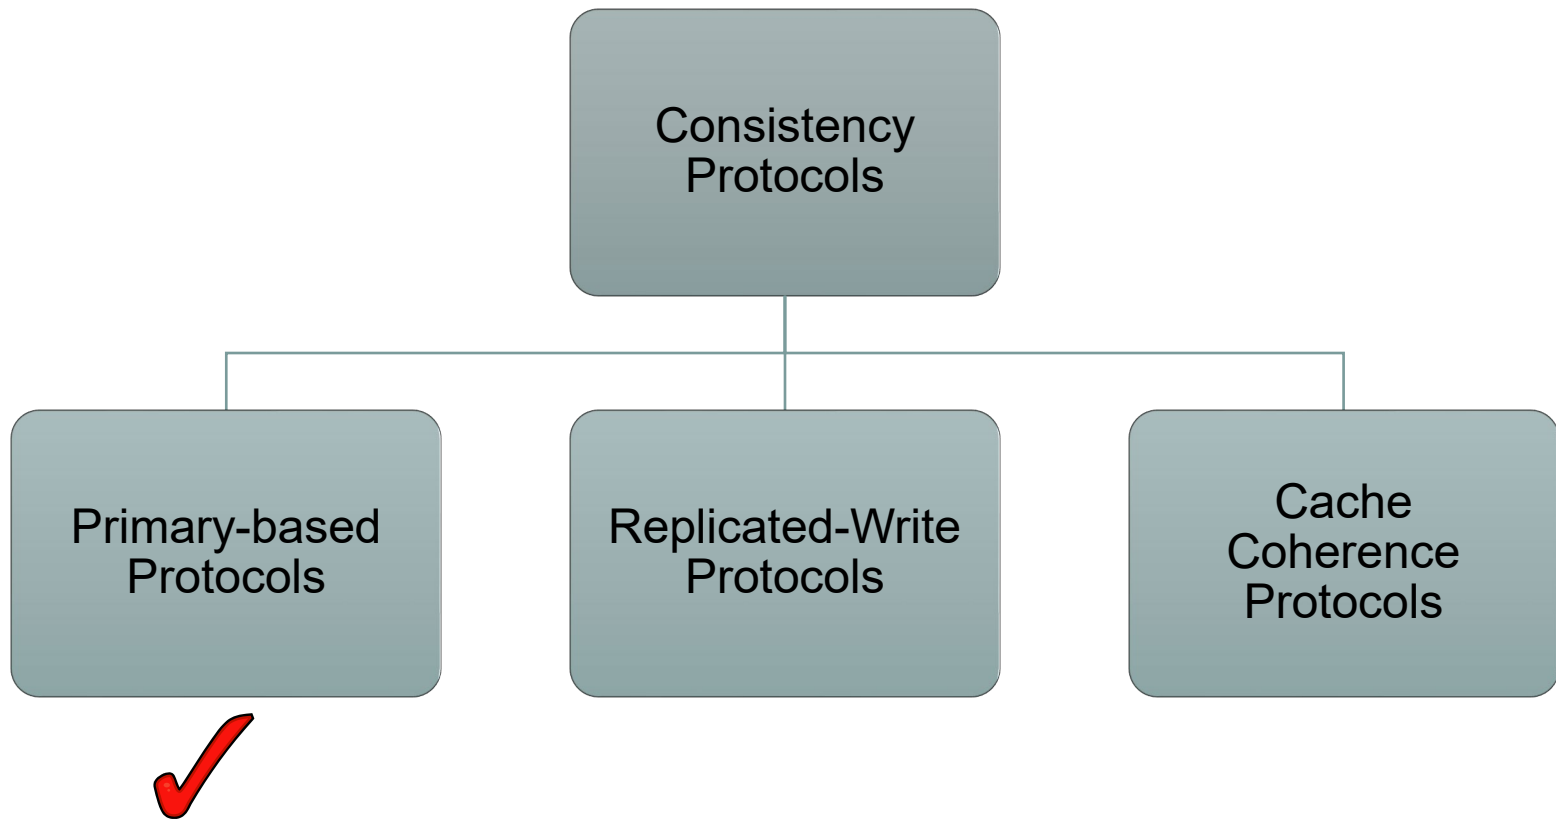 Consistency
Protocols
Primary-based
Protocols
Replicated-Write
Protocols
Cache
Coherence
Protocols